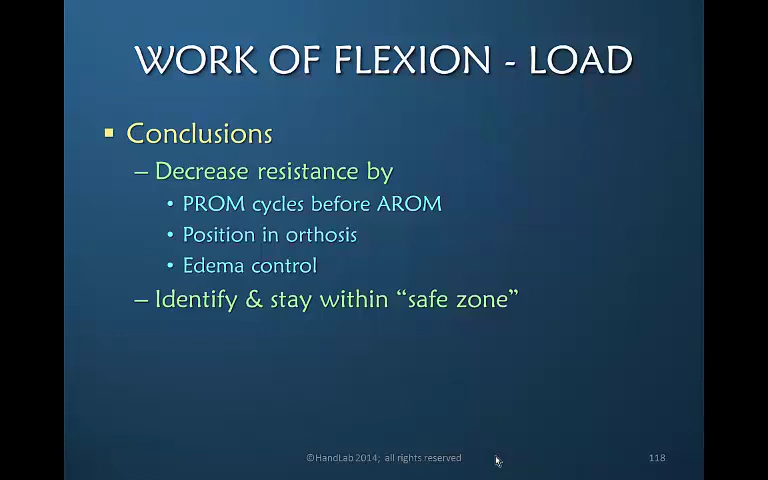 WORK OF FLEXION - LOAD
▪ Conclusions
– Decrease resistance by
• PROM cycles before AROM
• Position in orthosis
• Edema control
– Identify & stay within “safe zone”
©HandLab 2014; all rights reserved
118